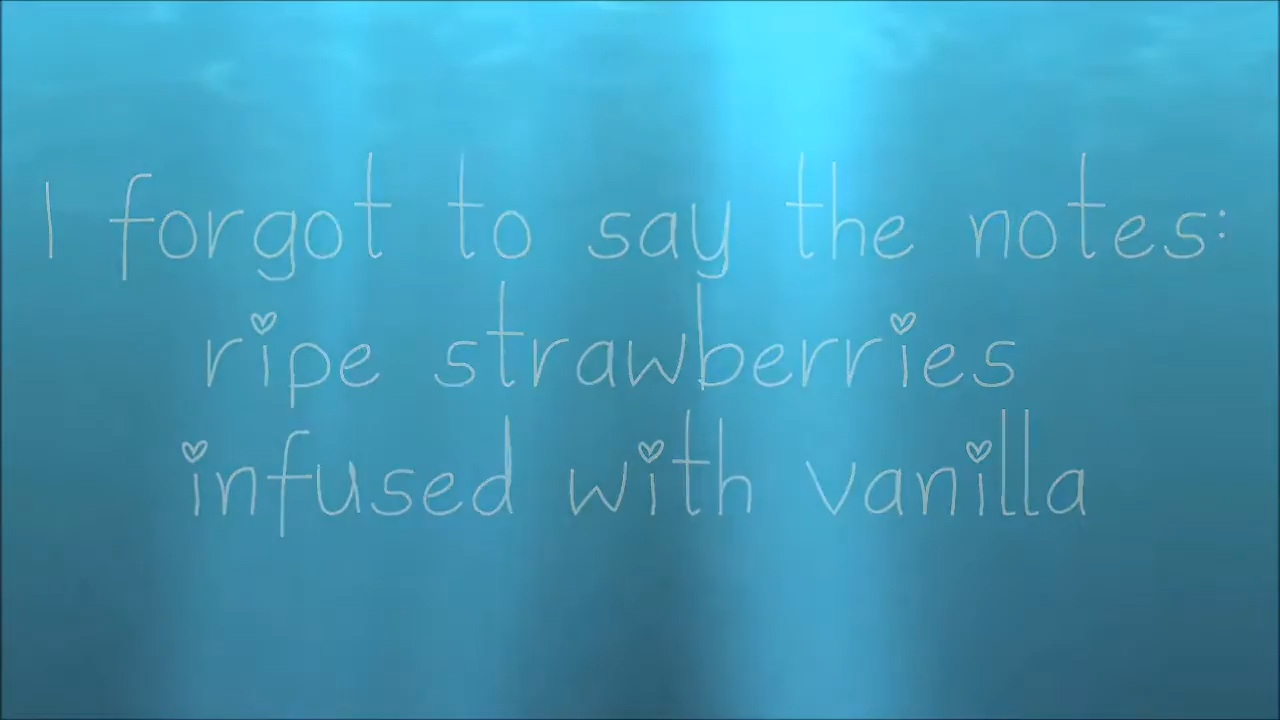 I forgot to say the notes:
ripe strawberries
infused with vanilla